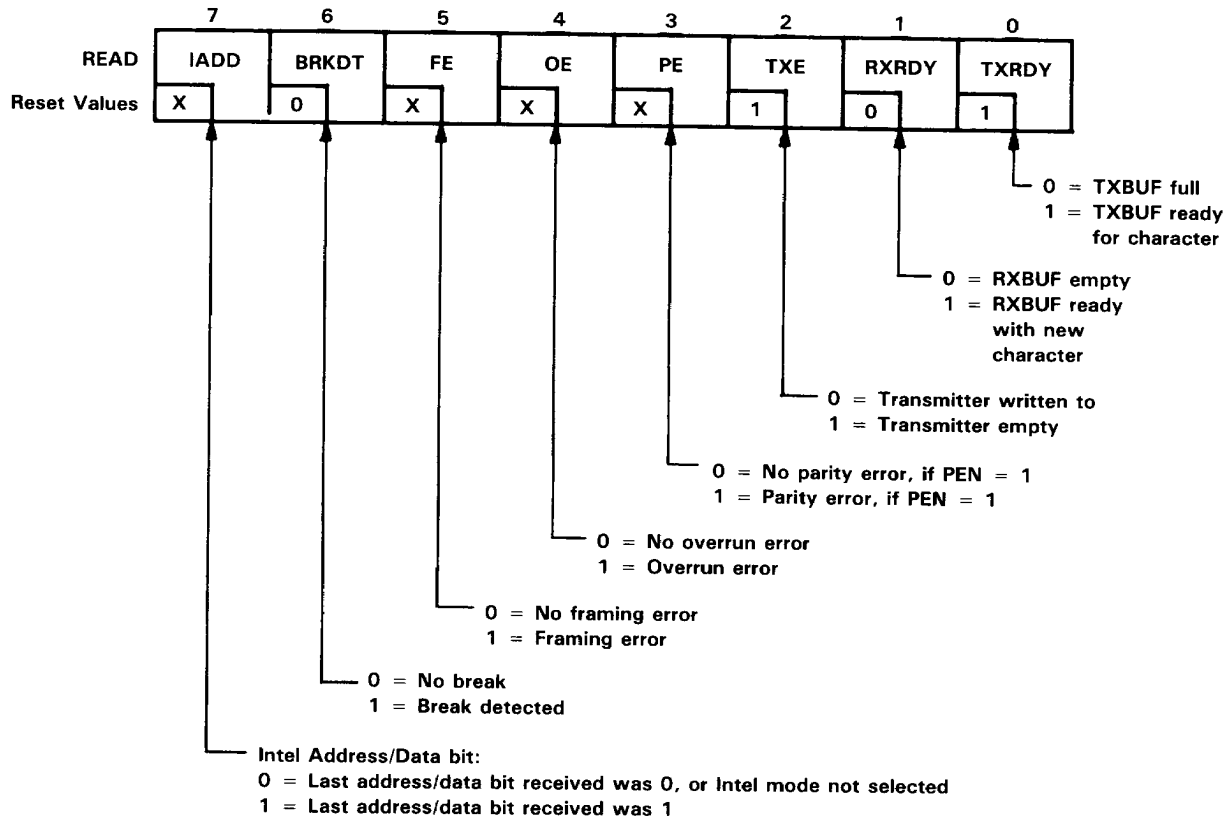 7 6 5 4 3 2 1 0
READ IADD BRKDT FE OE PE TXE RXRDY TXRDY
Reset Values X 0 X X X 1 0 1
0 = TXBUF full
1 = TXBUF ready
for character
0 = RXBUF empty
1 = RXBUF ready
with new
character
0 = Transmitter written to
1 = Transmitter empty
0 = No parity error, if PEN = 1
1 = Parity error, if PEN = 1
0 = No overrun error
1 = Overrun error
0 = No framing error
1 = Framing error
0 = No break
1 = Break detected
Intel Address/Data bit:
0 = Last address/data bit received was 0, or Intel mode not selected
1 = Last address/data bit received was 1